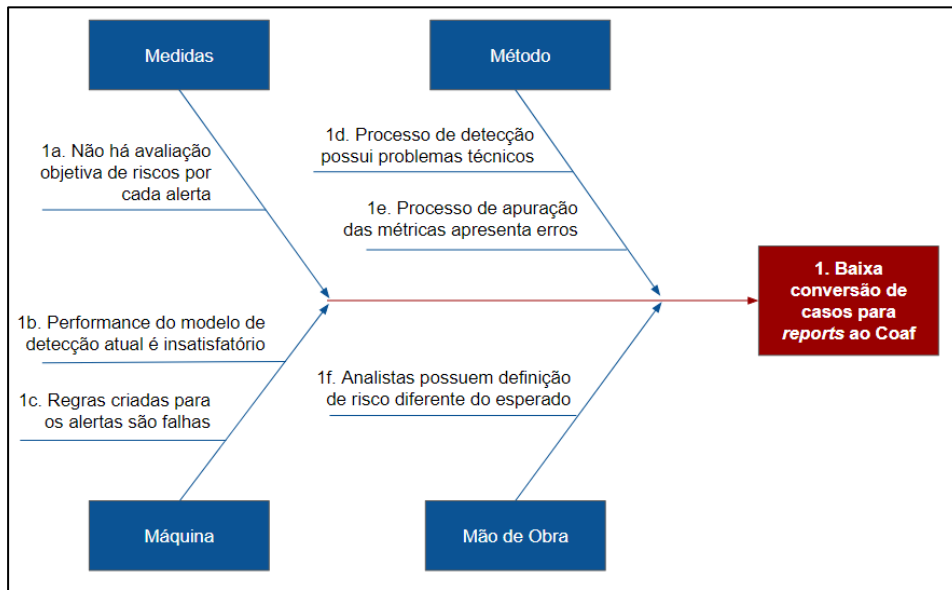 Medidas
Método
1a. Não há avaliação
objetiva de riscos por
cada alerta
1d. Processo de detecção
possui problemas técnicos
1e. Processo de apuração
das métricas apresenta erros
1. Baixa
conversão de
casos para
reports ao Coaf
1b. Performance do modelo de
detecção atual é insatisfatório
1c. Regras criadas para
os alertas são falhas
1f. Analistas possuem definição
de risco diferente do esperado
Máquina
Mão de Obra